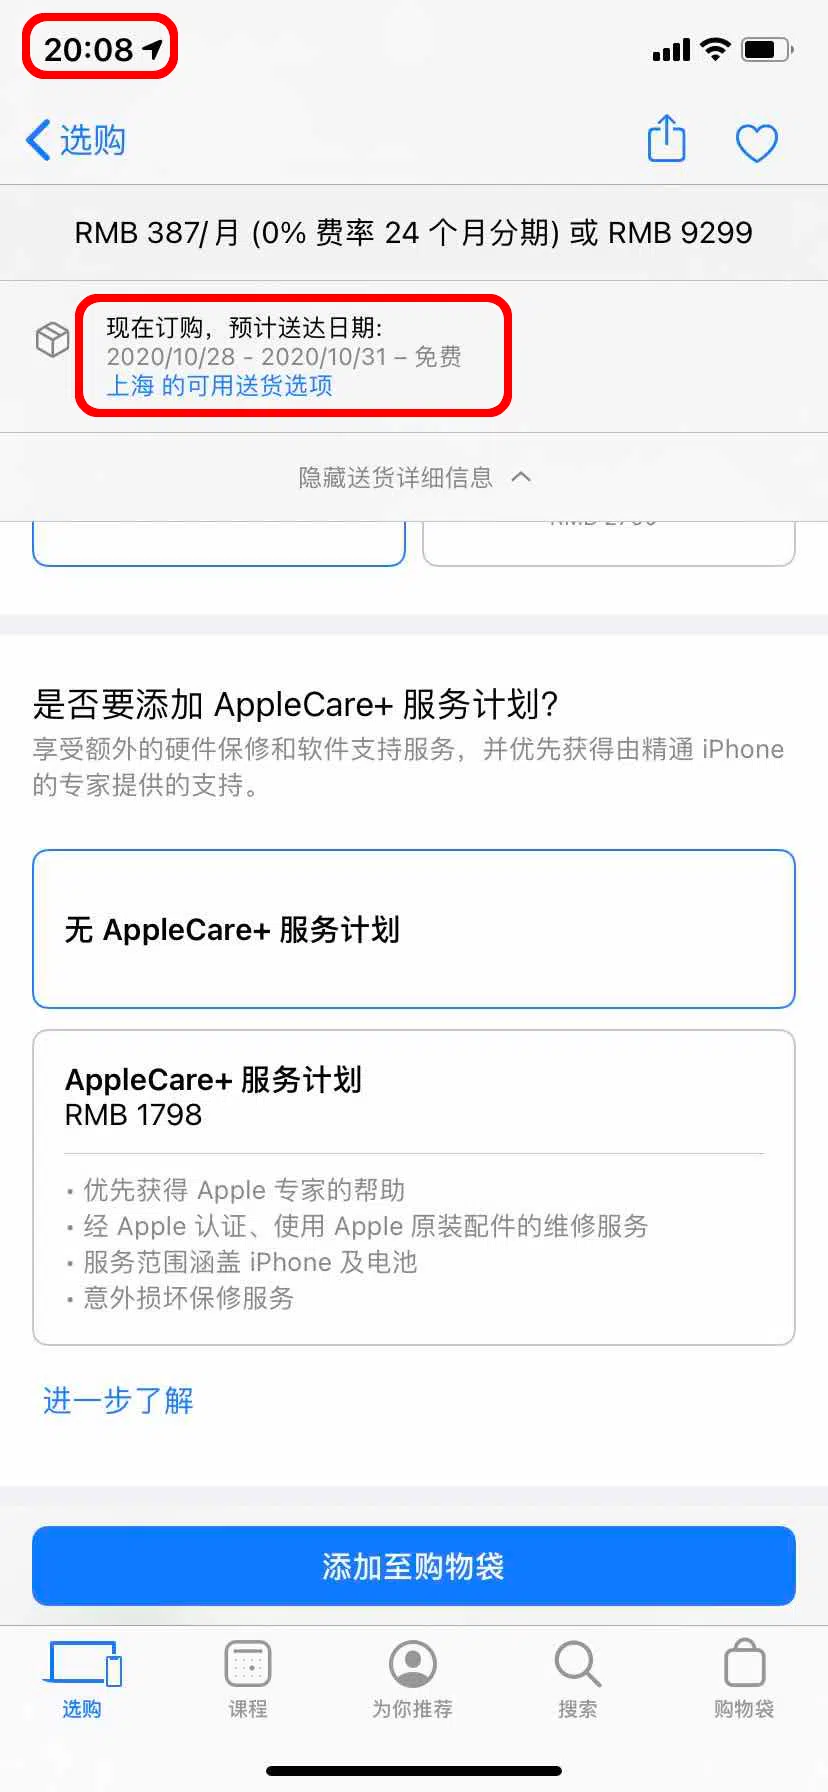 20:08
选购
RMB 387/月 (0% 费率 24 个月分期) 或 RMB 9299
现在订购，预计送达日期:
2020/10/28 - 2020/10/31 – 免费
上海 的可用送货选项
隐藏送货详细信息
是否要添加 AppleCare+ 服务计划?
享受额外的硬件保修和软件支持服务，并优先获得由精通 iPhone
的专家提供的支持。
无 AppleCare+ 服务计划
AppleCare+ 服务计划
RMB 1798
• 优先获得 Apple 专家的帮助
• 经 Apple 认证、使用 Apple 原装配件的维修服务
• 服务范围涵盖 iPhone 及电池
• 意外损坏保修服务
进一步了解
添加至购物袋
选购
课程
为你推荐
搜索
购物袋